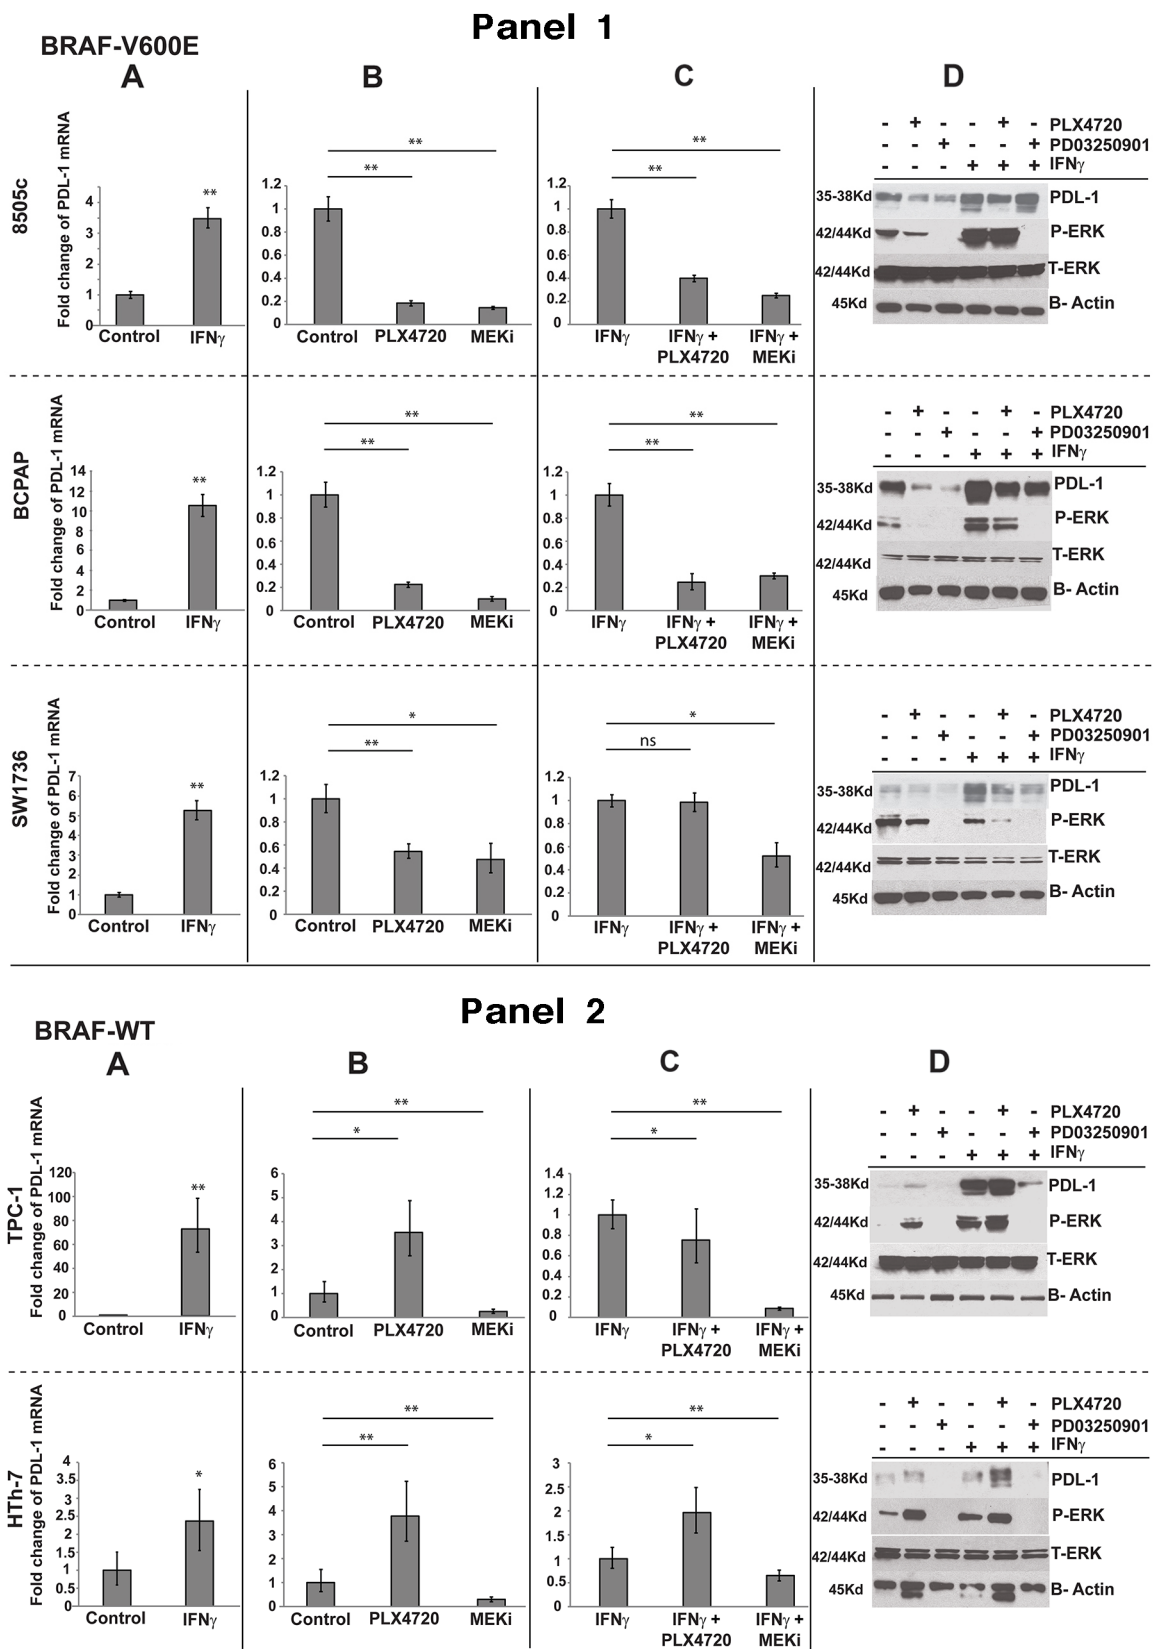 Panel 1
BRAF-V600E
A
B
C
D
8505c
Fold change of PDL-1 mRNA
4
3
2
1
0
**
Control
IFNγ
1.2
1
0.8
0.6
0.4
0.2
0
**
**
Control
PLX4720
MEKi
1.2
1
0.8
0.6
0.4
0.2
0
**
**
IFNγ
IFNγ +
PLX4720
IFNγ +
MEKi
- + - - + - PLX4720
- - + - - + PD03250901
- - - + + + IFNγ
35-38Kd PDL-1
42/44Kd P-ERK
42/44Kd T-ERK
45Kd B- Actin
BCPAP
Fold change of PDL-1 mRNA
14
12
10
8
6
4
2
0
**
Control
IFNγ
1.2
1
0.8
0.6
0.4
0.2
0
**
**
Control
PLX4720
MEKi
1.2
1
0.8
0.6
0.4
0.2
0
**
**
IFNγ
IFNγ +
PLX4720
IFNγ +
MEKi
- + - - + - PLX4720
- - + - - + PD03250901
- - - + + + IFNγ
35-38Kd PDL-1
42/44Kd P-ERK
42/44Kd T-ERK
45Kd B- Actin
SW1736
Fold change of PDL-1 mRNA
7
6
5
4
3
2
1
0
**
Control
IFNγ
1.2
1
0.8
0.6
0.4
0.2
0
*
**
Control
PLX4720
MEKi
1.2
1
0.8
0.6
0.4
0.2
0
*
ns
IFNγ
IFNγ +
PLX4720
IFNγ +
MEKi
- + - - + - PLX4720
- - + - - + PD03250901
- - - + + + IFNγ
35-38Kd PDL-1
42/44Kd P-ERK
42/44Kd T-ERK
45Kd B- Actin
Panel 2
BRAF-WT
A
B
C
D
TPC-1
Fold change of PDL-1 mRNA
120
100
80
60
40
20
0
**
Control
IFNγ
6
5
4
3
2
1
0
**
*
Control
PLX4720
MEKi
1.4
1.2
1
0.8
0.6
0.4
0.2
0
**
*
IFNγ
IFNγ +
PLX4720
IFNγ +
MEKi
- + - - + - PLX4720
- - + - - + PD03250901
- - - + + + IFNγ
35-38Kd PDL-1
42/44Kd P-ERK
42/44Kd T-ERK
45Kd B- Actin
HTh-7
Fold change of PDL-1 mRNA
4
3.5
3
2.5
2
1.5
1
0.5
0
*
Control
IFNγ
6
5
4
3
2
1
0
**
**
Control
PLX4720
MEKi
3
2.5
2
1.5
1
0.5
0
**
*
IFNγ
IFNγ +
PLX4720
IFNγ +
MEKi
- + - - + - PLX4720
- - + - - + PD03250901
- - - + + + IFNγ
35-38Kd PDL-1
42/44Kd P-ERK
42/44Kd T-ERK
45Kd B- Actin